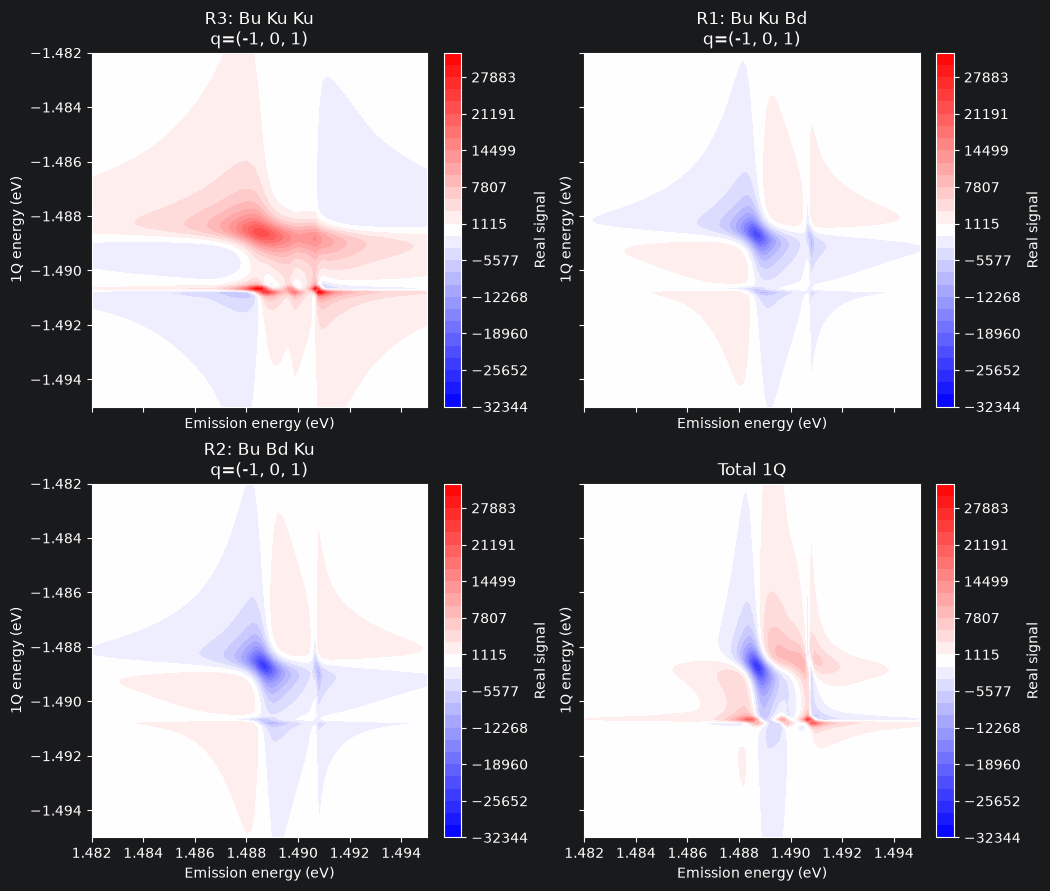 R3: Bu Ku Ku
q=(-1, 0, 1)
−1.482
−1.484
−1.486
−1.488
−1.490
−1.492
−1.494
1Q energy (eV)
Emission energy (eV)
27883
21191
14499
7807
1115
−5577
−12268
−18960
−25652
−32344
Real signal
R1: Bu Ku Bd
q=(-1, 0, 1)
1Q energy (eV)
Emission energy (eV)
27883
21191
14499
7807
1115
−5577
−12268
−18960
−25652
−32344
Real signal
R2: Bu Bd Ku
q=(-1, 0, 1)
−1.482
−1.484
−1.486
−1.488
−1.490
−1.492
−1.494
1Q energy (eV)
1.482 1.484 1.486 1.488 1.490 1.492 1.494
Emission energy (eV)
27883
21191
14499
7807
1115
−5577
−12268
−18960
−25652
−32344
Real signal
Total 1Q
1Q energy (eV)
1.482 1.484 1.486 1.488 1.490 1.492 1.494
Emission energy (eV)
27883
21191
14499
7807
1115
−5577
−12268
−18960
−25652
−32344
Real signal